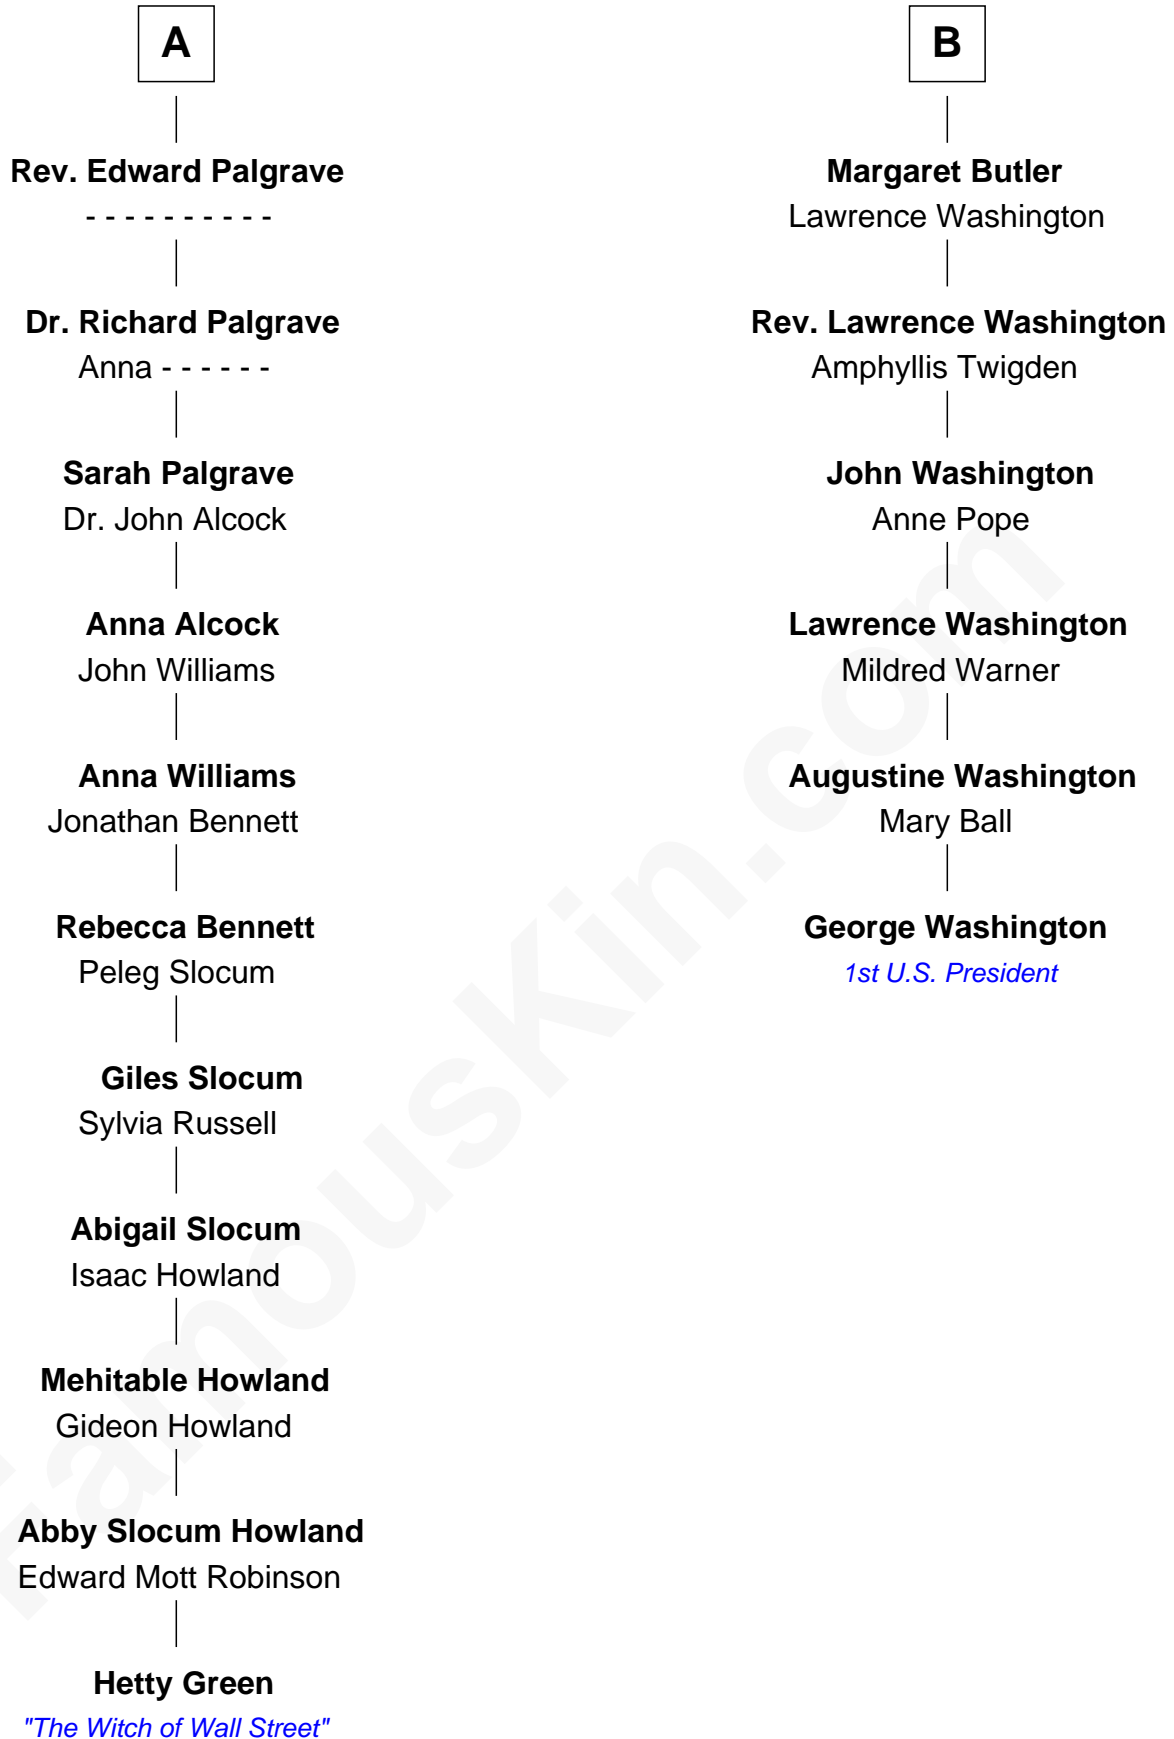 A
Rev. Edward Palgrave
- - - - - - - - - -
Dr. Richard Palgrave
Anna - - - - - -
Sarah Palgrave
Dr. John Alcock
Anna Alcock
John Williams
Anna Williams
Jonathan Bennett
Rebecca Bennett
Peleg Slocum
Giles Slocum
Sylvia Russell
Abigail Slocum
Isaac Howland
Mehitable Howland
Gideon Howland
Abby Slocum Howland
Edward Mott Robinson
Hetty Green
"The Witch of Wall Street"
B
Margaret Butler
Lawrence Washington
Rev. Lawrence Washington
Amphyllis Twigden
John Washington
Anne Pope
Lawrence Washington
Mildred Warner
Augustine Washington
Mary Ball
George Washington
1st U.S. President
FamousKin.com